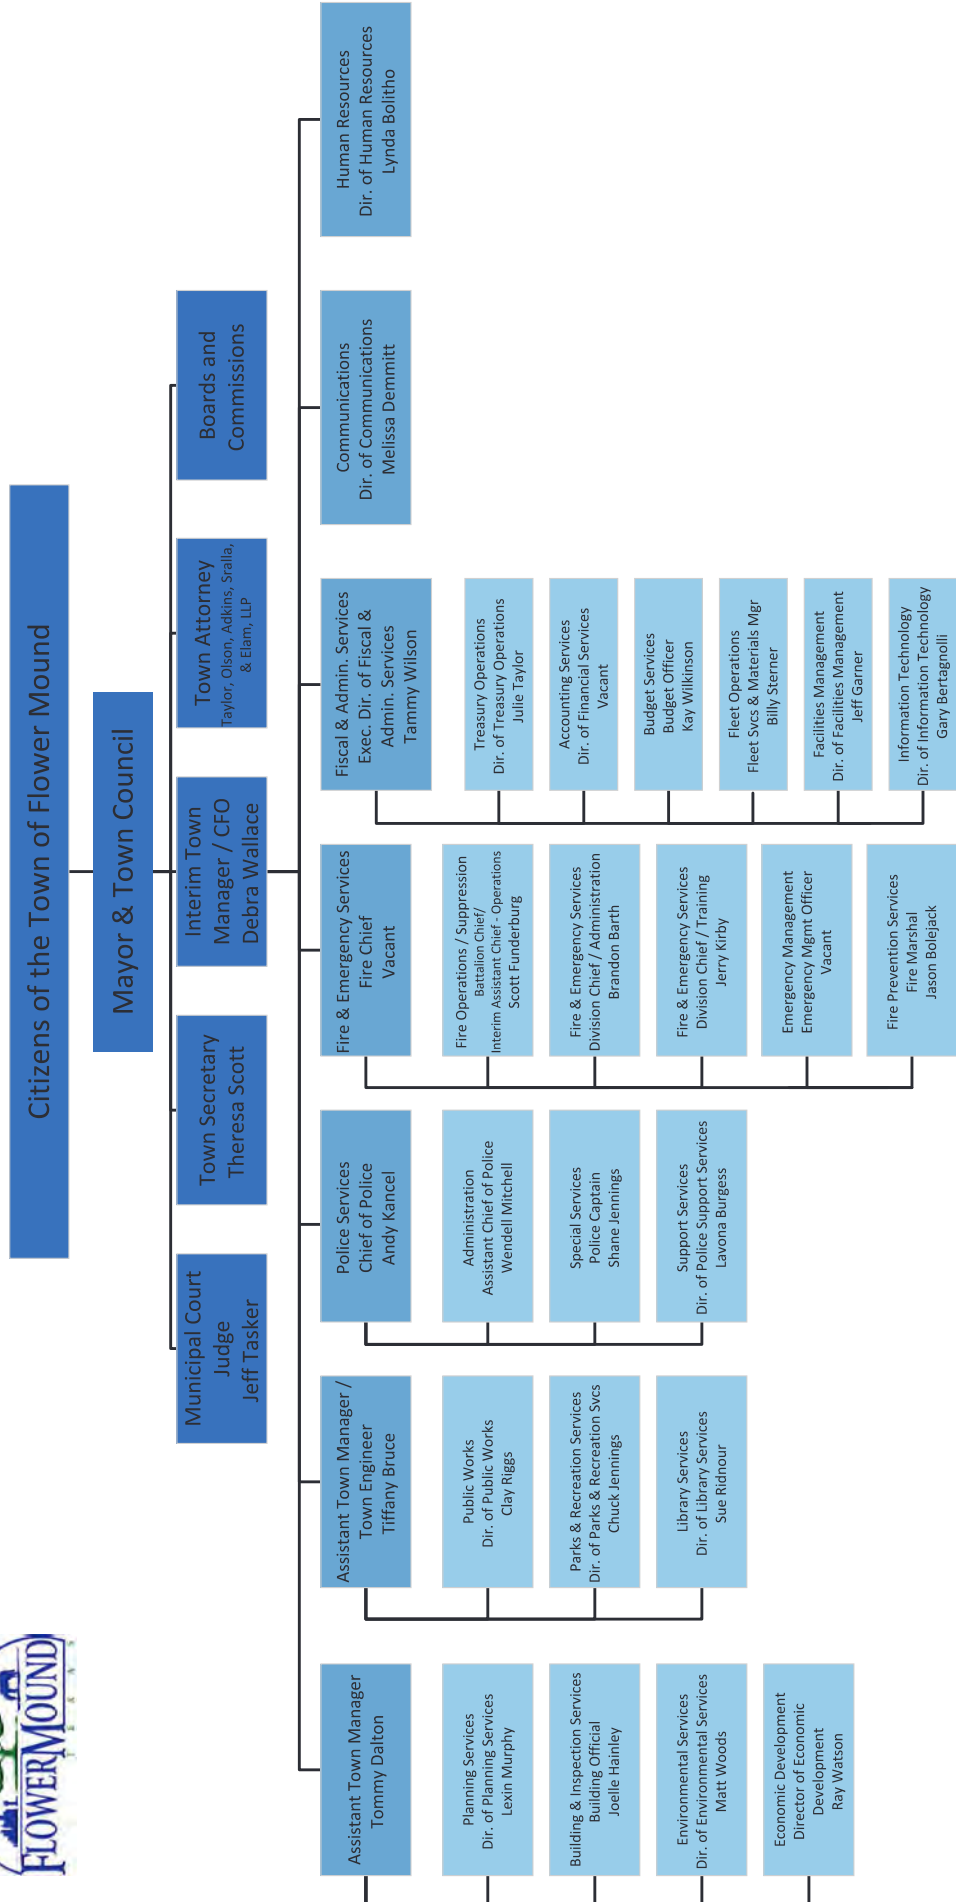 FLOWER MOUND
TEXAS
Citizens of the Town of Flower Mound
Mayor & Town Council
Municipal Court
Judge
Jeff Tasker
Town Secretary
Theresa Scott
Interim Town
Manager / CFO
Debra Wallace
Town Attorney
Taylor, Olson, Adkins, Sralla,
& Elam, LLP
Boards and
Commissions
Assistant Town Manager
Tommy Dalton
Planning Services
Dir. of Planning Services
Lexin Murphy
Building & Inspection Services
Building Official
Joelle Hainley
Environmental Services
Dir. of Environmental Services
Matt Woods
Economic Development
Director of Economic
Development
Ray Watson
Assistant Town Manager /
Town Engineer
Tiffany Bruce
Public Works
Dir. of Public Works
Clay Riggs
Parks & Recreation Services
Dir. of Parks & Recreation Svcs
Chuck Jennings
Library Services
Dir. of Library Services
Sue Ridnour
Police Services
Chief of Police
Andy Kancel
Administration
Assistant Chief of Police
Wendell Mitchell
Special Services
Police Captain
Shane Jennings
Support Services
Dir. of Police Support Services
Lavona Burgess
Fire & Emergency Services
Fire Chief
Vacant
Fire Operations / Suppression
Battalion Chief/
Interim Assistant Chief - Operations
Scott Funderburg
Fire & Emergency Services
Division Chief / Administration
Brandon Barth
Fire & Emergency Services
Division Chief / Training
Jerry Kirby
Emergency Management
Emergency Mgmt Officer
Vacant
Fire Prevention Services
Fire Marshal
Jason Bolejack
Fiscal & Admin. Services
Exec. Dir. of Fiscal &
Admin. Services
Tammy Wilson
Treasury Operations
Dir. of Treasury Operations
Julie Taylor
Accounting Services
Dir. of Financial Services
Vacant
Budget Services
Budget Officer
Kay Wilkinson
Fleet Operations
Fleet Svcs & Materials Mgr
Billy Sterner
Facilities Management
Dir. of Facilities Management
Jeff Garner
Information Technology
Dir. of Information Technology
Gary Bertagnolli
Communications
Dir. of Communications
Melissa Demmitt
Human Resources
Dir. of Human Resources
Lynda Bolitho